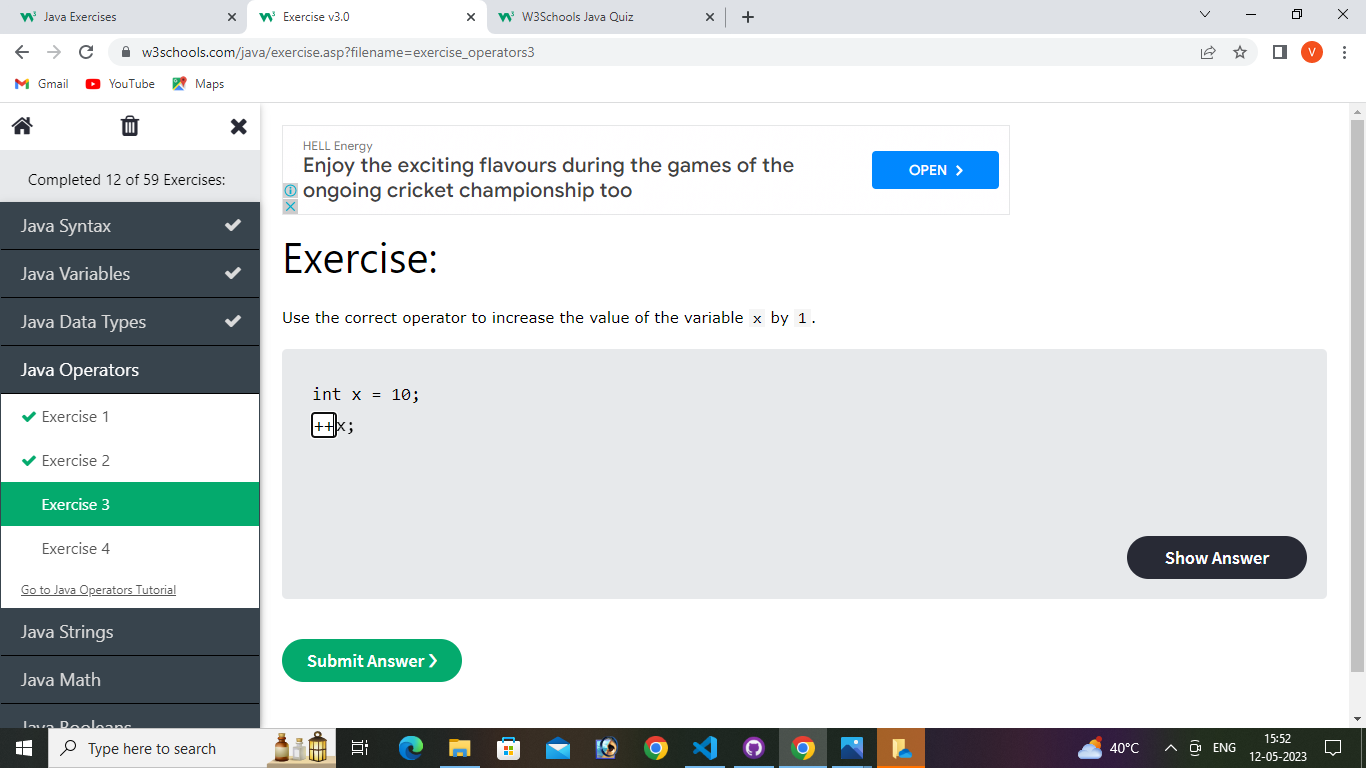 Java Exercises
Exercise v3.0
W3Schools Java Quiz
w3schools.com/java/exercise.asp?filename=exercise_operators3
V
Gmail
YouTube
Maps
Completed 12 of 59 Exercises:
Java Syntax
Java Variables
Java Data Types
Java Operators
Exercise 1
Exercise 2
Exercise 3
Exercise 4
Go to Java Operators Tutorial
Java Strings
Java Math
Java Booleans
HELL Energy
Enjoy the exciting flavours during the games of the
ongoing cricket championship too
OPEN
Exercise:
Use the correct operator to increase the value of the variable x by 1.
int x = 10;
++x;
Show Answer
Submit Answer ❯
Type here to search
40°C
ENG
15:52
12-05-2023